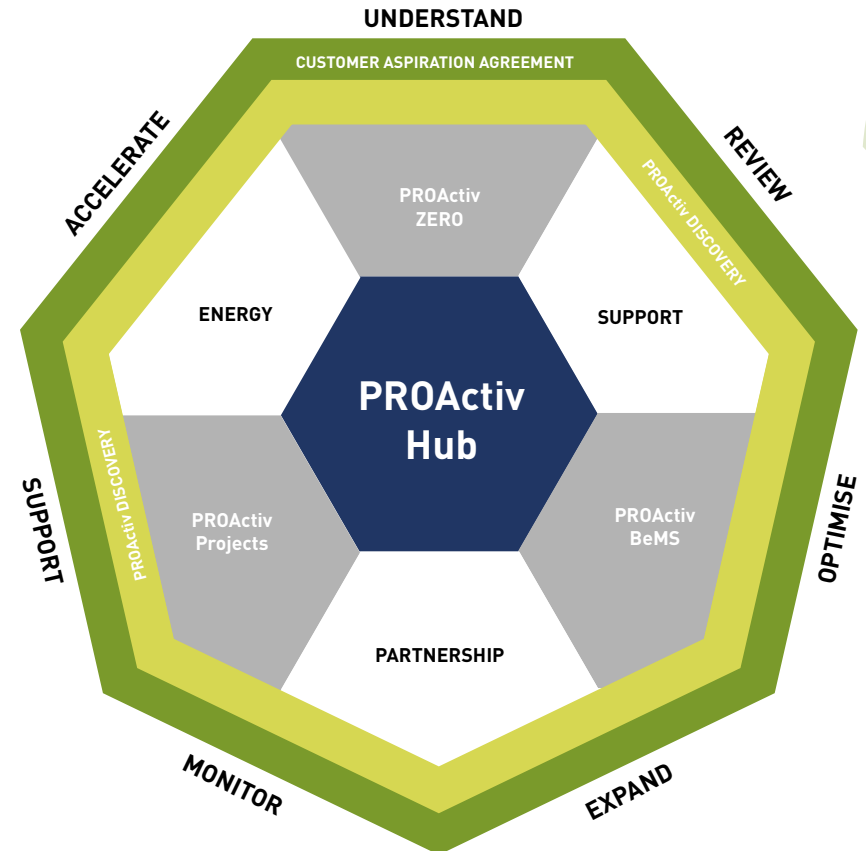 UNDERSTAND
CUSTOMER ASPIRATION AGREEMENT
ACCELERATE
REVIEW
PROActiv DISCOVERY
PROActiv
ZERO
ENERGY
SUPPORT
PROActiv
Hub
PROActiv DISCOVERY
SUPPORT
PROActiv
Projects
PROActiv
BeMS
OPTIMISE
PARTNERSHIP
MONITOR
EXPAND